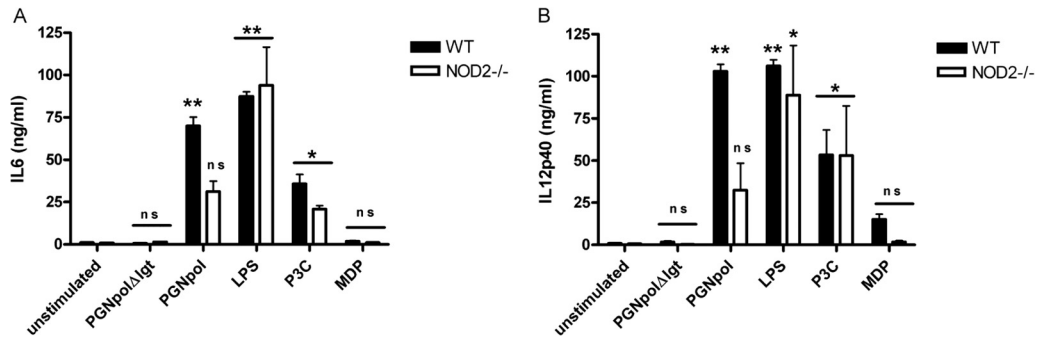 A
IL6 (ng/ml)
125
100
75
50
25
0
**
n s
**
n s
*
n s
WT
NOD2-/-
unstimulated
PGNpolΔlgt
PGNpol
LPS
P3C
MDP
B
IL12p40 (ng/ml)
125
100
75
50
25
0
n s
**
n s
**
*
*
n s
WT
NOD2-/-
unstimulated
PGNpolΔlgt
PGNpol
LPS
P3C
MDP